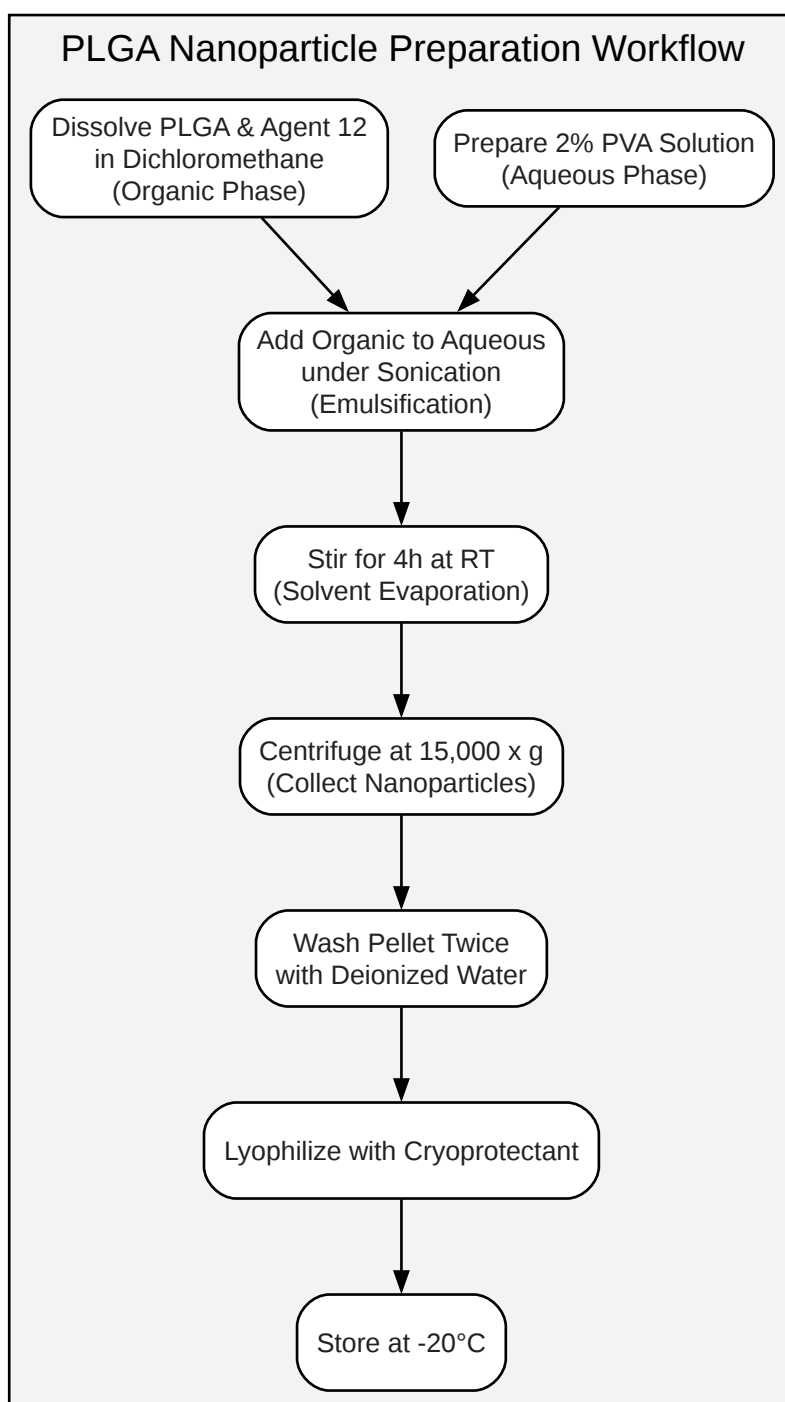 PLGA Nanoparticle Preparation Workflow
Dissolve PLGA & Agent 12
in Dichloromethane
(Organic Phase)
Prepare 2% PVA Solution
(Aqueous Phase)
Add Organic to Aqueous
under Sonication
(Emulsification)
Stir for 4h at RT
(Solvent Evaporation)
Centrifuge at 15,000 x g
(Collect Nanoparticles)
Wash Pellet Twice
with Deionized Water
Lyophilize with Cryoprotectant
Store at -20°C